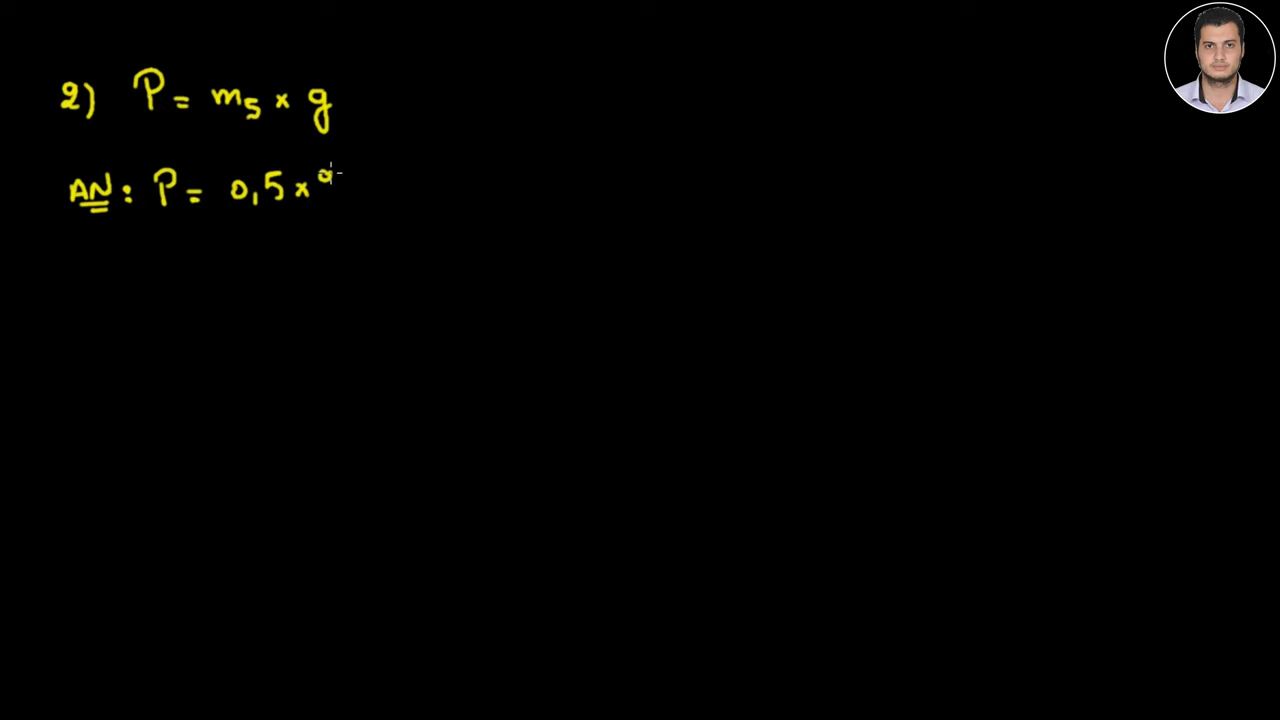 2) P = m₅ × g
AN : P = 0,5 ×